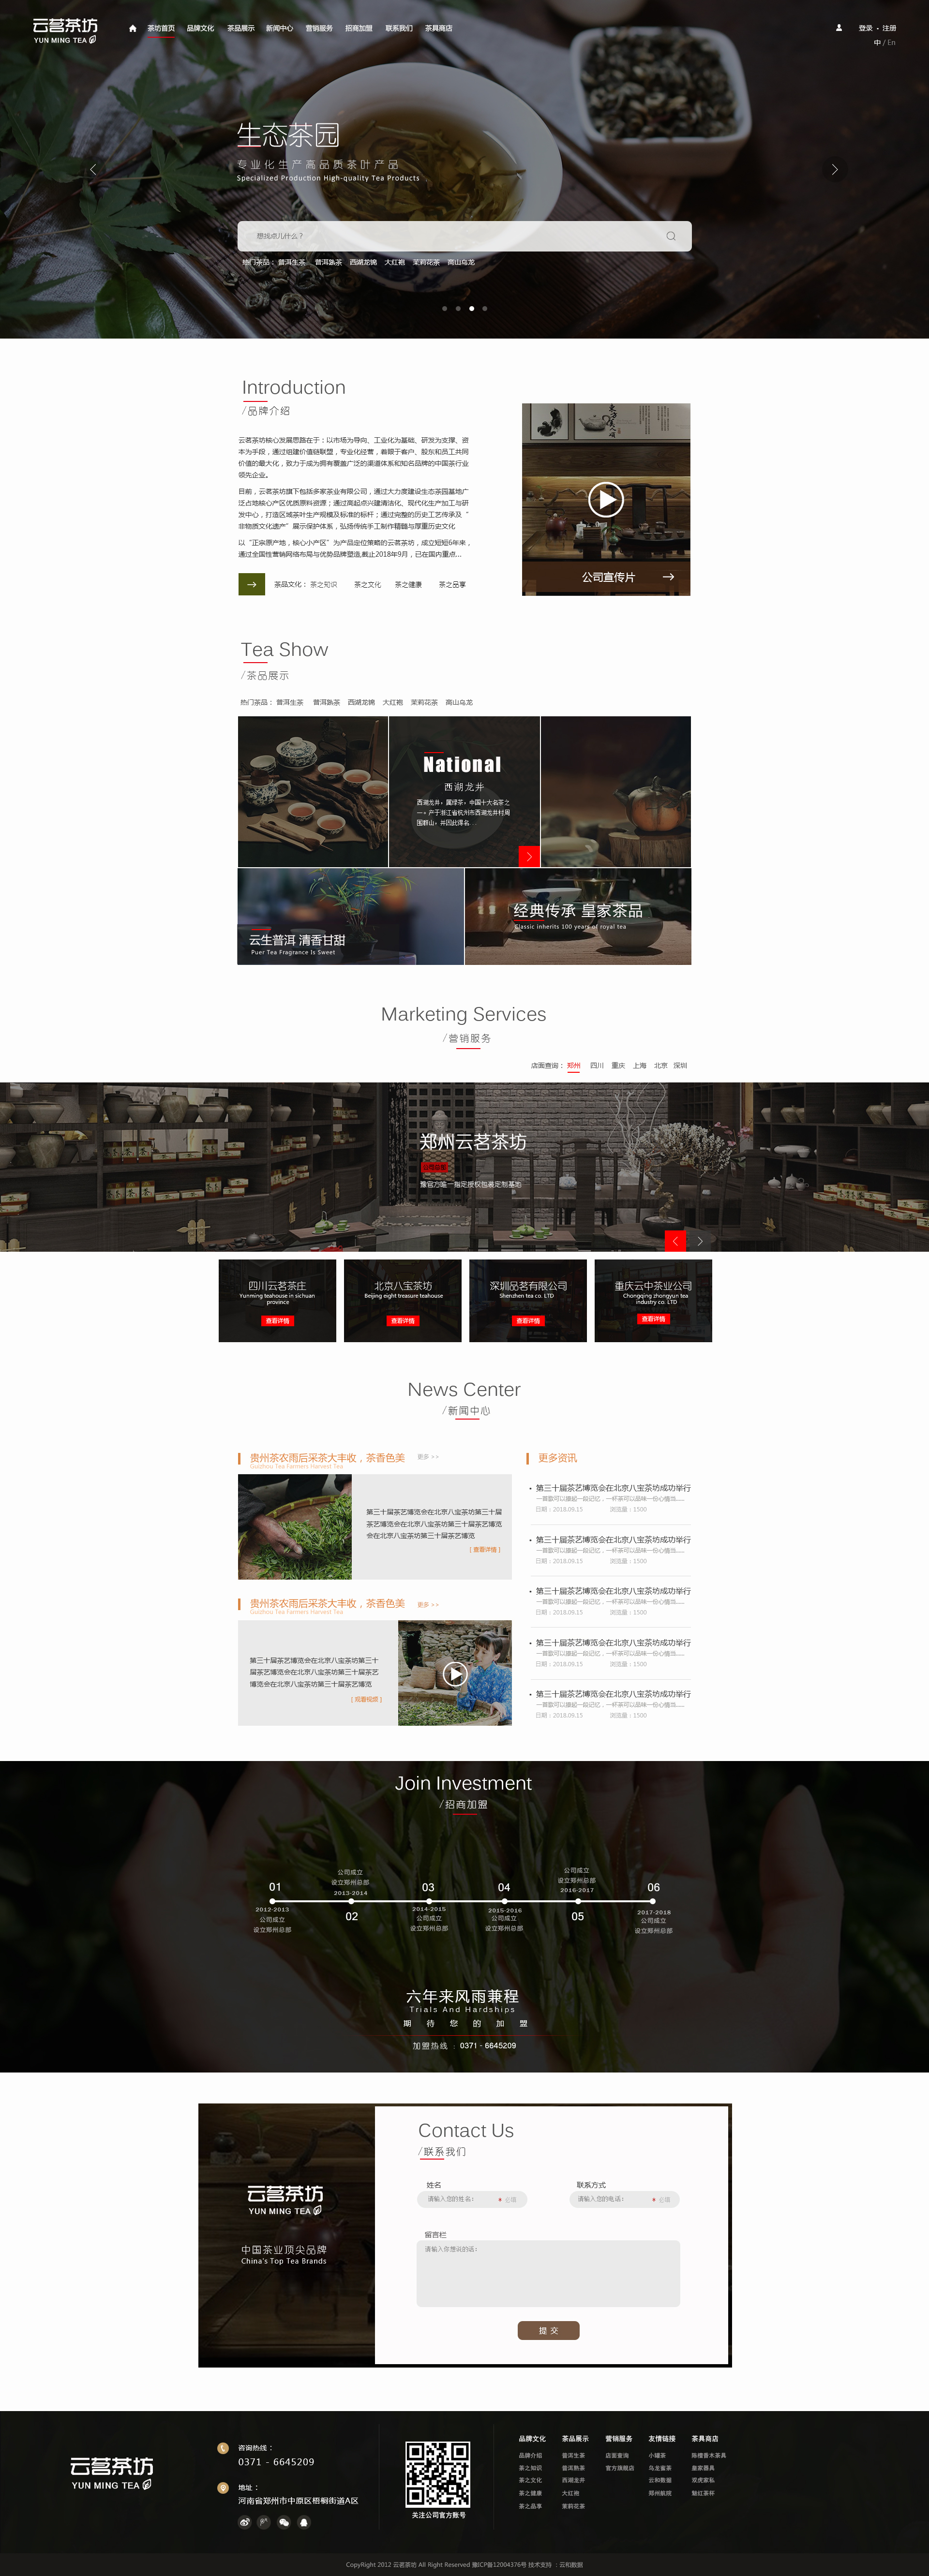 云茗茶坊
YUN MING TEA
茶坊首页 品牌文化 茶品展示 新闻中心 营销服务 招商加盟 联系我们 茶具商店
登录 · 注册
中 / En
生态茶园
专业化生产高品质茶叶产品
Specialized Production High-quality Tea Products
想找点儿什么？
热门茶品： 普洱生茶 普洱熟茶 西湖龙锦 大红袍 茉莉花茶 高山乌龙
Introduction
/品牌介绍
云茗茶坊核心发展思路在于：以市场为导向、工业化为基础、研发为支撑、资
本为手段，通过组建价值链联盟，专业化经营，着眼于客户、股东和员工共同
价值的最大化，致力于成为拥有覆盖广泛的渠道体系和知名品牌的中国茶行业
领先企业。
目前，云茗茶坊旗下包括多家茶业有限公司，通过大力度建设生态茶园基地广
泛占地核心产区优质原料资源；通过高起点兴建清洁化、现代化生产加工与研
发中心，打造区域茶叶生产规模及标准的标杆；通过完整的历史工艺传承及“
非物质文化遗产”展示保护体系，弘扬传统手工制作精髓与厚重历史文化
以“正宗原产地，核心小产区”为产品定位策略的云茗茶坊，成立短短6年来，
通过全国性营销网络布局与优势品牌塑造,截止2018年9月，已在国内重点...
茶品文化： 茶之知识 茶之文化 茶之健康 茶之品享
公司宣传片
Tea Show
/茶品展示
热门茶品： 普洱生茶 普洱熟茶 西湖龙锦 大红袍 茉莉花茶 高山乌龙
National
西湖龙井
西湖龙井，属绿茶，中国十大名茶之
一。产于浙江省杭州市西湖龙井村周
围群山，并因此得名
云生普洱 清香甘甜
Puer Tea Fragrance Is Sweet
经典传承 皇家茶品
Classic inherits 100 years of royal tea
Marketing Services
/营销服务
店面查询： 郑州 四川 重庆 上海 北京 深圳
郑州云茗茶坊
豫官方唯一指定授权包装定制基地
四川云茗茶庄
Yunming teahouse in sichuan
province
查看详情
北京八宝茶坊
Beijing eight treasure teahouse
查看详情
深圳品茗有限公司
Shenzhen tea co. LTD
查看详情
重庆云中茶业公司
Chongqing zhongyun tea
industry co. LTD
查看详情
News Center
/新闻中心
贵州茶农雨后采茶大丰收，茶香色美 更多 >>
Guizhou Tea Farmers Harvest Tea
第三十届茶艺博览会在北京八宝茶坊第三十届
茶艺博览会在北京八宝茶坊第三十届茶艺博览
会在北京八宝茶坊第三十届茶艺博览
[ 查看详情 ]
贵州茶农雨后采茶大丰收，茶香色美 更多 >>
Guizhou Tea Farmers Harvest Tea
第三十届茶艺博览会在北京八宝茶坊第三十
届茶艺博览会在北京八宝茶坊第三十届茶艺
博览会在北京八宝茶坊第三十届茶艺博览
[ 观看视频 ]
更多资讯
第三十届茶艺博览会在北京八宝茶坊成功举行
一首歌可以撩起一段记忆，一杯茶可以品味一份心情当......
日期：2018.09.15 浏览量：1500
第三十届茶艺博览会在北京八宝茶坊成功举行
一首歌可以撩起一段记忆，一杯茶可以品味一份心情当......
日期：2018.09.15 浏览量：1500
第三十届茶艺博览会在北京八宝茶坊成功举行
一首歌可以撩起一段记忆，一杯茶可以品味一份心情当......
日期：2018.09.15 浏览量：1500
第三十届茶艺博览会在北京八宝茶坊成功举行
一首歌可以撩起一段记忆，一杯茶可以品味一份心情当......
日期：2018.09.15 浏览量：1500
第三十届茶艺博览会在北京八宝茶坊成功举行
一首歌可以撩起一段记忆，一杯茶可以品味一份心情当......
日期：2018.09.15 浏览量：1500
Join Investment
/招商加盟
01
2012-2013
公司成立
设立郑州总部
公司成立
设立郑州总部
2013-2014
02
03
2014-2015
公司成立
设立郑州总部
04
2015-2016
公司成立
设立郑州总部
公司成立
设立郑州总部
2016-2017
05
06
2017-2018
公司成立
设立郑州总部
六年来风雨兼程
Trials And Hardships
期 待 您 的 加 盟
加盟热线 ： 0371 - 6645209
云茗茶坊
YUN MING TEA
中国茶业顶尖品牌
China's Top Tea Brands
Contact Us
/联系我们
姓名
请输入您的姓名： * 必填
联系方式
请输入您的电话： * 必填
留言栏
请输入你想说的话：
提 交
云茗茶坊
YUN MING TEA
咨询热线：
0371 - 6645209
地址：
河南省郑州市中原区梧桐街道A区
关注公司官方账号
品牌文化 茶品展示 营销服务 友情链接 茶具商店
品牌介绍 普洱生茶 店面查询 小罐茶 陈檀香木茶具
茶之知识 普洱熟茶 官方旗舰店 乌龙蜜茶 皇家器具
茶之文化 西湖龙井 云和数据 双虎家私
茶之健康 大红袍 郑州航院 魅红茶杯
茶之品享 茉莉花茶
CopyRight 2012 云茗茶坊 All Right Reserved 豫ICP备12004376号 技术支持 ：云和数据